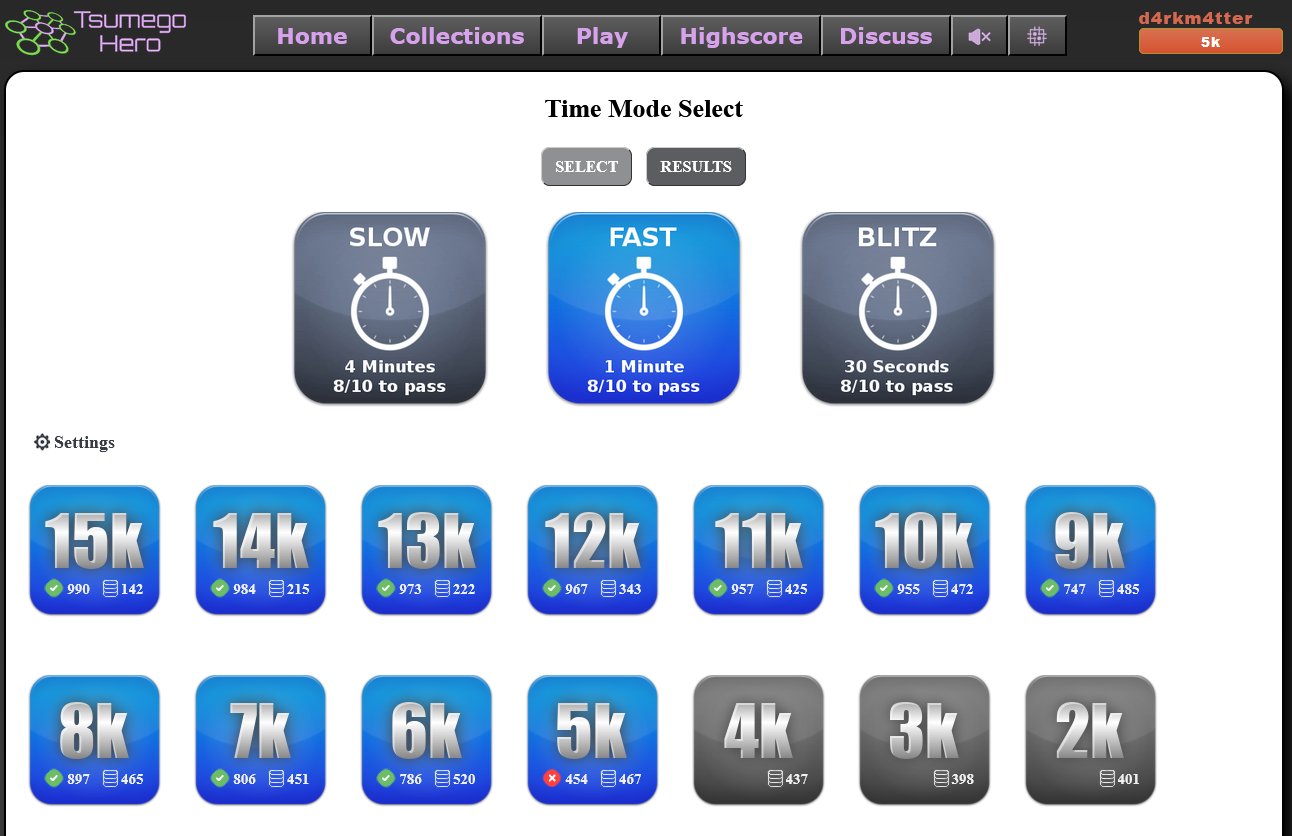 Tsumego
Hero
Home
Collections
Play
Highscore
Discuss
d4rkm4tter
5k
Time Mode Select
SELECT
RESULTS
SLOW
4 Minutes
8/10 to pass
FAST
1 Minute
8/10 to pass
BLITZ
30 Seconds
8/10 to pass
Settings
15k
990 142
14k
984 215
13k
973 222
12k
967 343
11k
957 425
10k
955 472
9k
747 485
8k
897 465
7k
806 451
6k
786 520
5k
454 467
4k
437
3k
398
2k
401